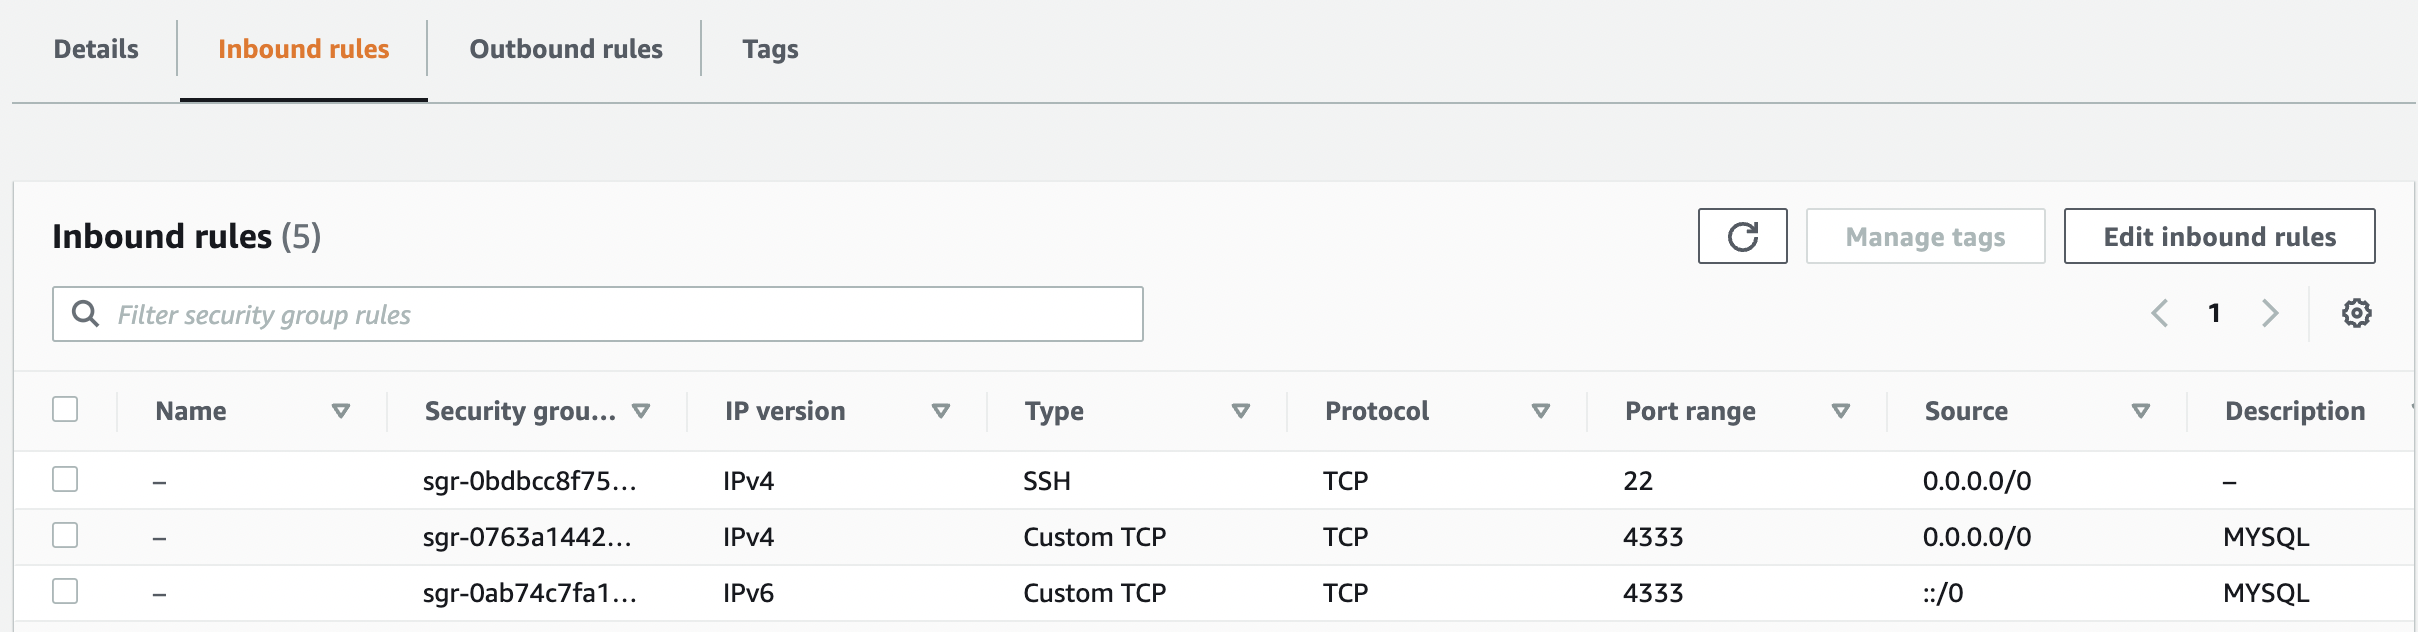 Details Inbound rules Outbound rules Tags
Inbound rules (5) Manage tags Edit inbound rules
Filter security group rules 1
Name Security grou... IP version Type Protocol Port range Source Description
– sgr-0bdbcc8f75... IPv4 SSH TCP 22 0.0.0.0/0 –
– sgr-0763a1442... IPv4 Custom TCP TCP 4333 0.0.0.0/0 MYSQL
– sgr-0ab74c7fa1... IPv6 Custom TCP TCP 4333 ::/0 MYSQL